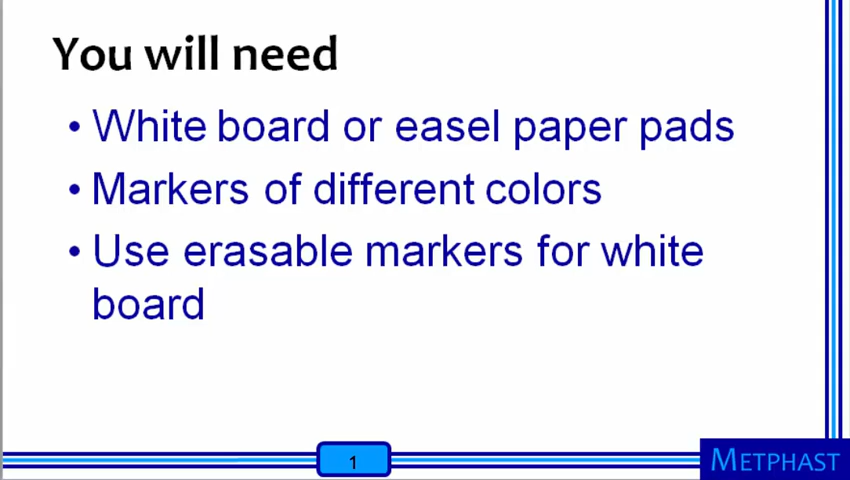 You will need
• White board or easel paper pads
• Markers of different colors
• Use erasable markers for white
board
1
METPHAST